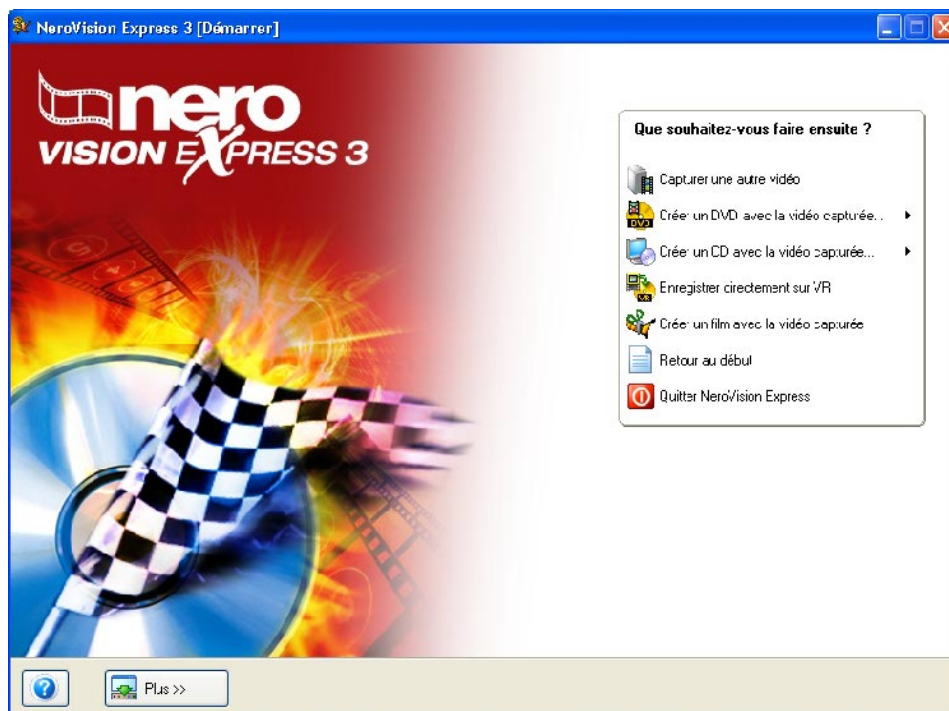 NeroVision Express 3 [Démarrer]
nero
VISION EXPRESS 3
Que souhaitez-vous faire ensuite ?
Capturer une autre vidéo
Créer un DVD avec la vidéo capturée...
DVD
Créer un CD avec la vidéo capturée...
Enregistrer directement sur VR
VR
Créer un film avec la vidéo capturée
Retour au début
Quitter NeroVision Express
Plus >>